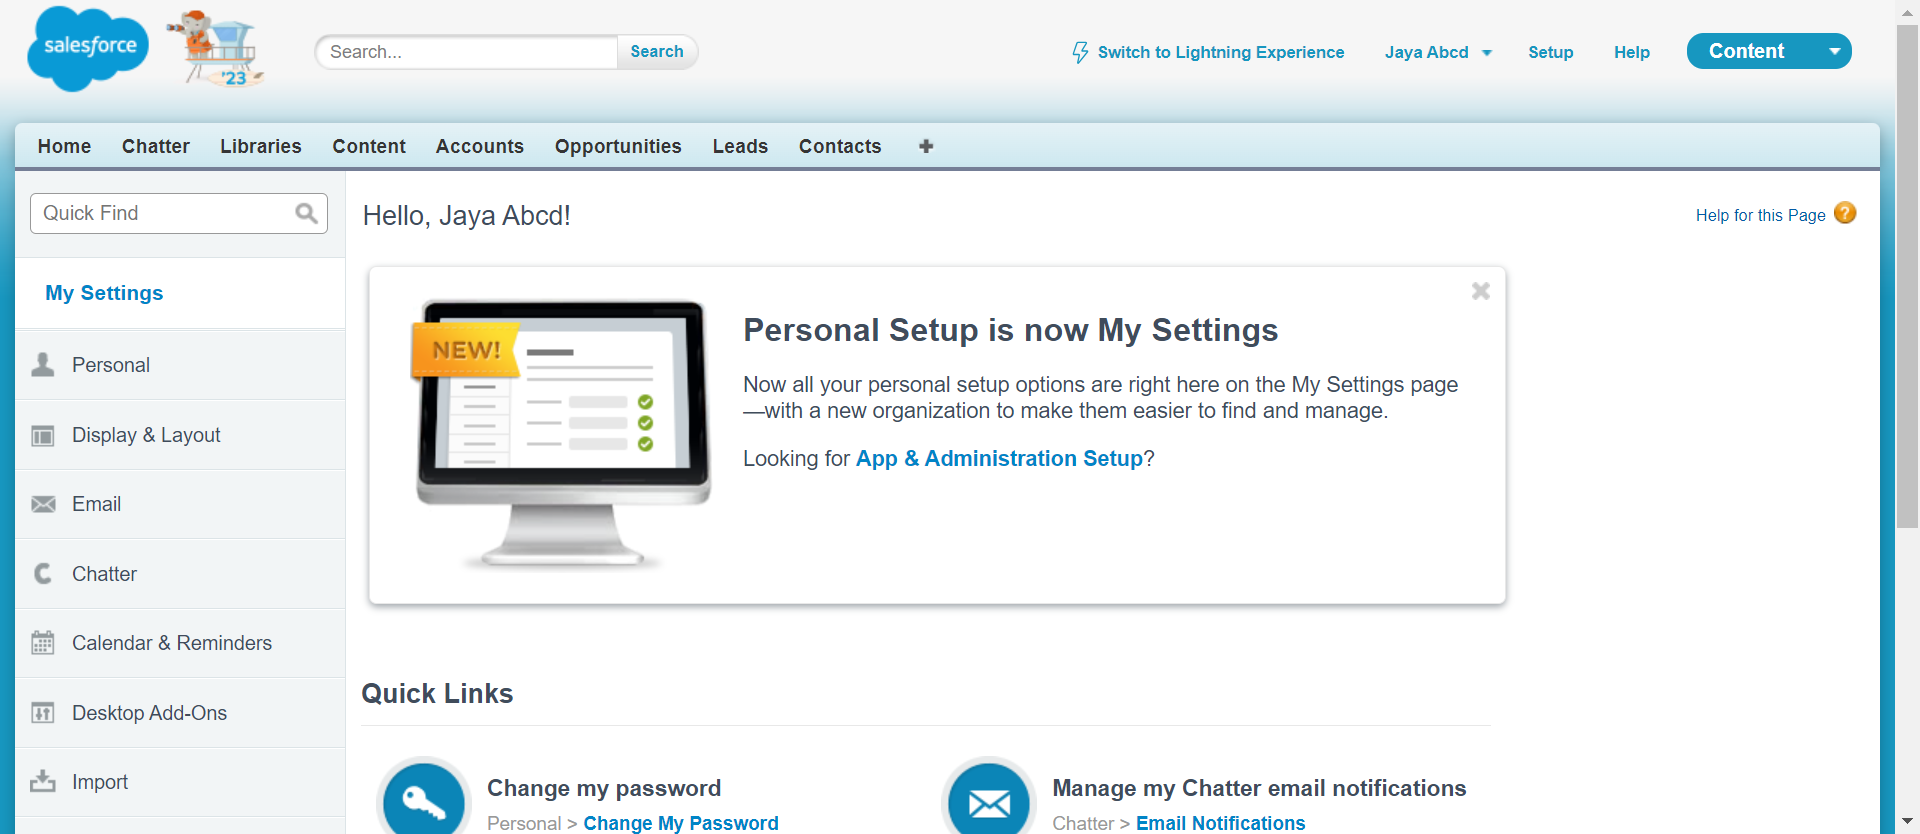 salesforce
'23
Search...
Search
Switch to Lightning Experience
Jaya Abcd
Setup
Help
Content
Home
Chatter
Libraries
Content
Accounts
Opportunities
Leads
Contacts
Quick Find
My Settings
Personal
Display & Layout
Email
Chatter
Calendar & Reminders
Desktop Add-Ons
Import
Hello, Jaya Abcd!
Help for this Page ?
NEW!
Personal Setup is now My Settings
Now all your personal setup options are right here on the My Settings page
—with a new organization to make them easier to find and manage.
Looking for App & Administration Setup?
Quick Links
Change my password
Personal > Change My Password
Manage my Chatter email notifications
Chatter > Email Notifications